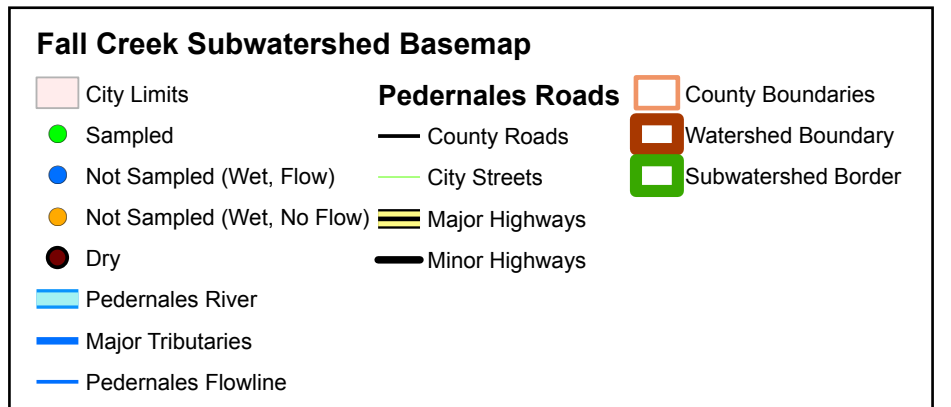 Fall Creek Subwatershed Basemap
City Limits
Sampled
Not Sampled (Wet, Flow)
Not Sampled (Wet, No Flow)
Dry
Pedernales River
Major Tributaries
Pedernales Flowline
Pedernales Roads
County Roads
City Streets
Major Highways
Minor Highways
County Boundaries
Watershed Boundary
Subwatershed Border